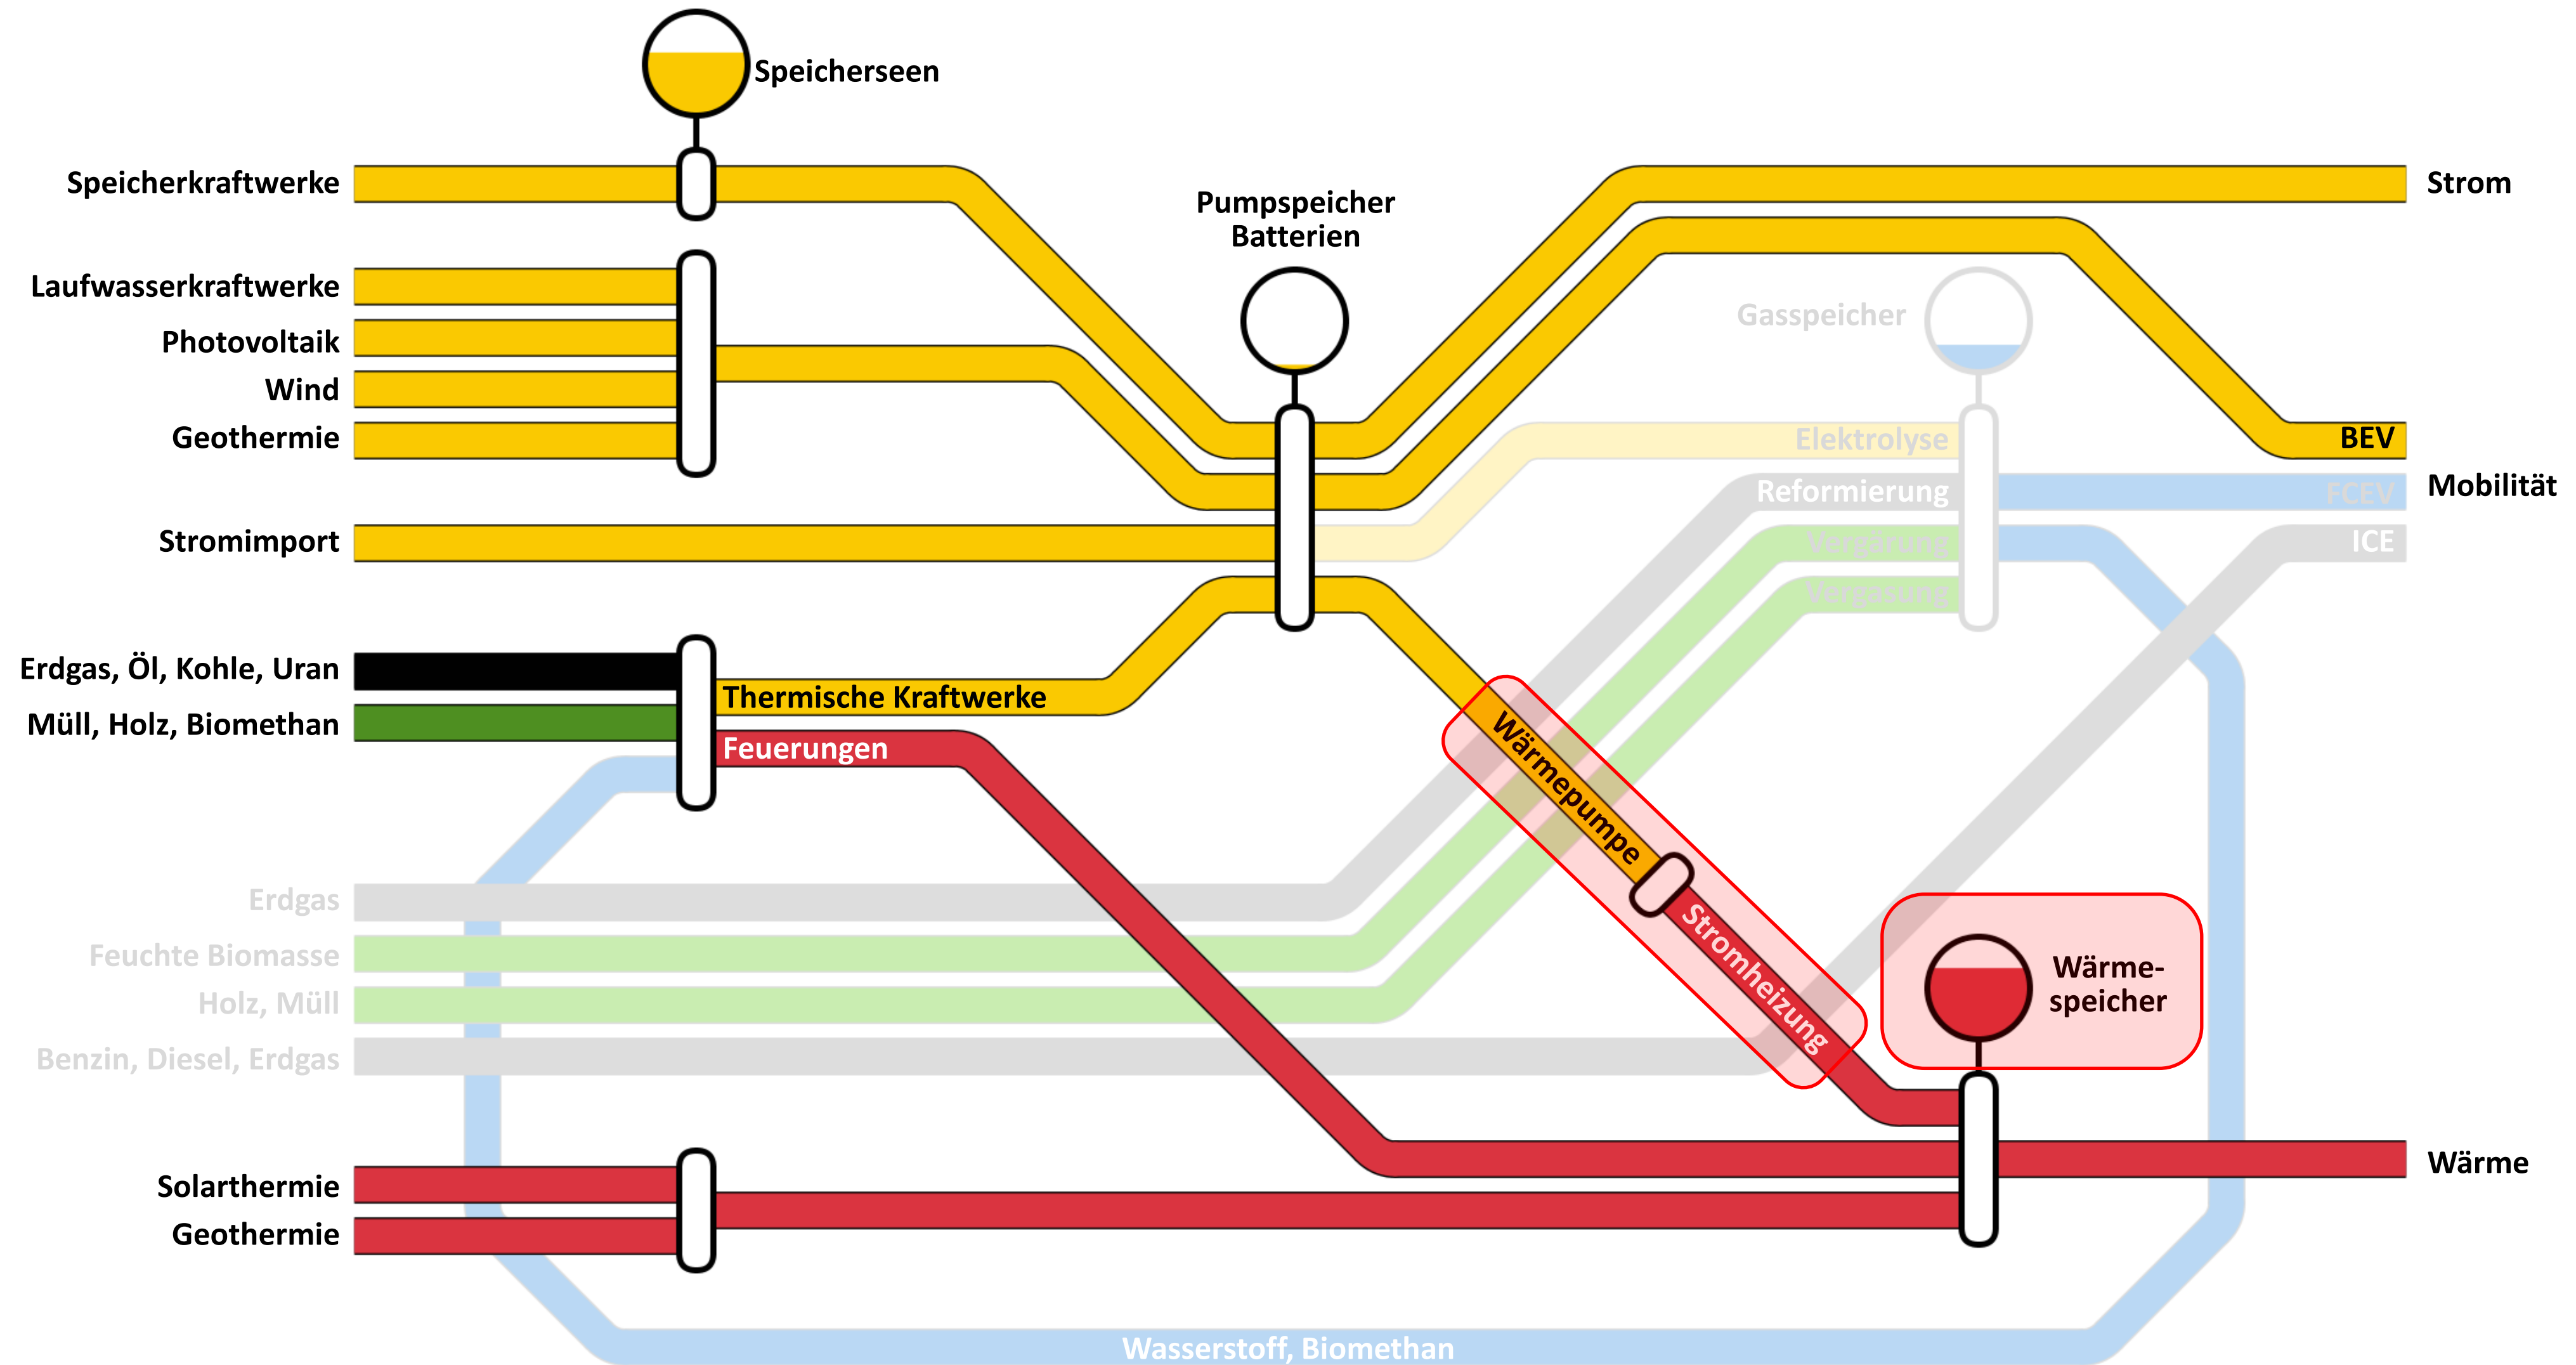 Speicherseen
Speicherkraftwerke
Strom
Pumpspeicher
Batterien
Laufwasserkraftwerke
Photovoltaik
Wind
Geothermie
Gasspeicher
Elektrolyse
BEV
Reformierung
FCEV
Mobilität
Stromimport
Vergärung
ICE
Vergasung
Erdgas, Öl, Kohle, Uran
Thermische Kraftwerke
Müll, Holz, Biomethan
Feuerungen
Wärmepumpe
Stromheizung
Erdgas
Feuchte Biomasse
Holz, Müll
Benzin, Diesel, Erdgas
Wärme-
speicher
Solarthermie
Geothermie
Wärme
Wasserstoff, Biomethan